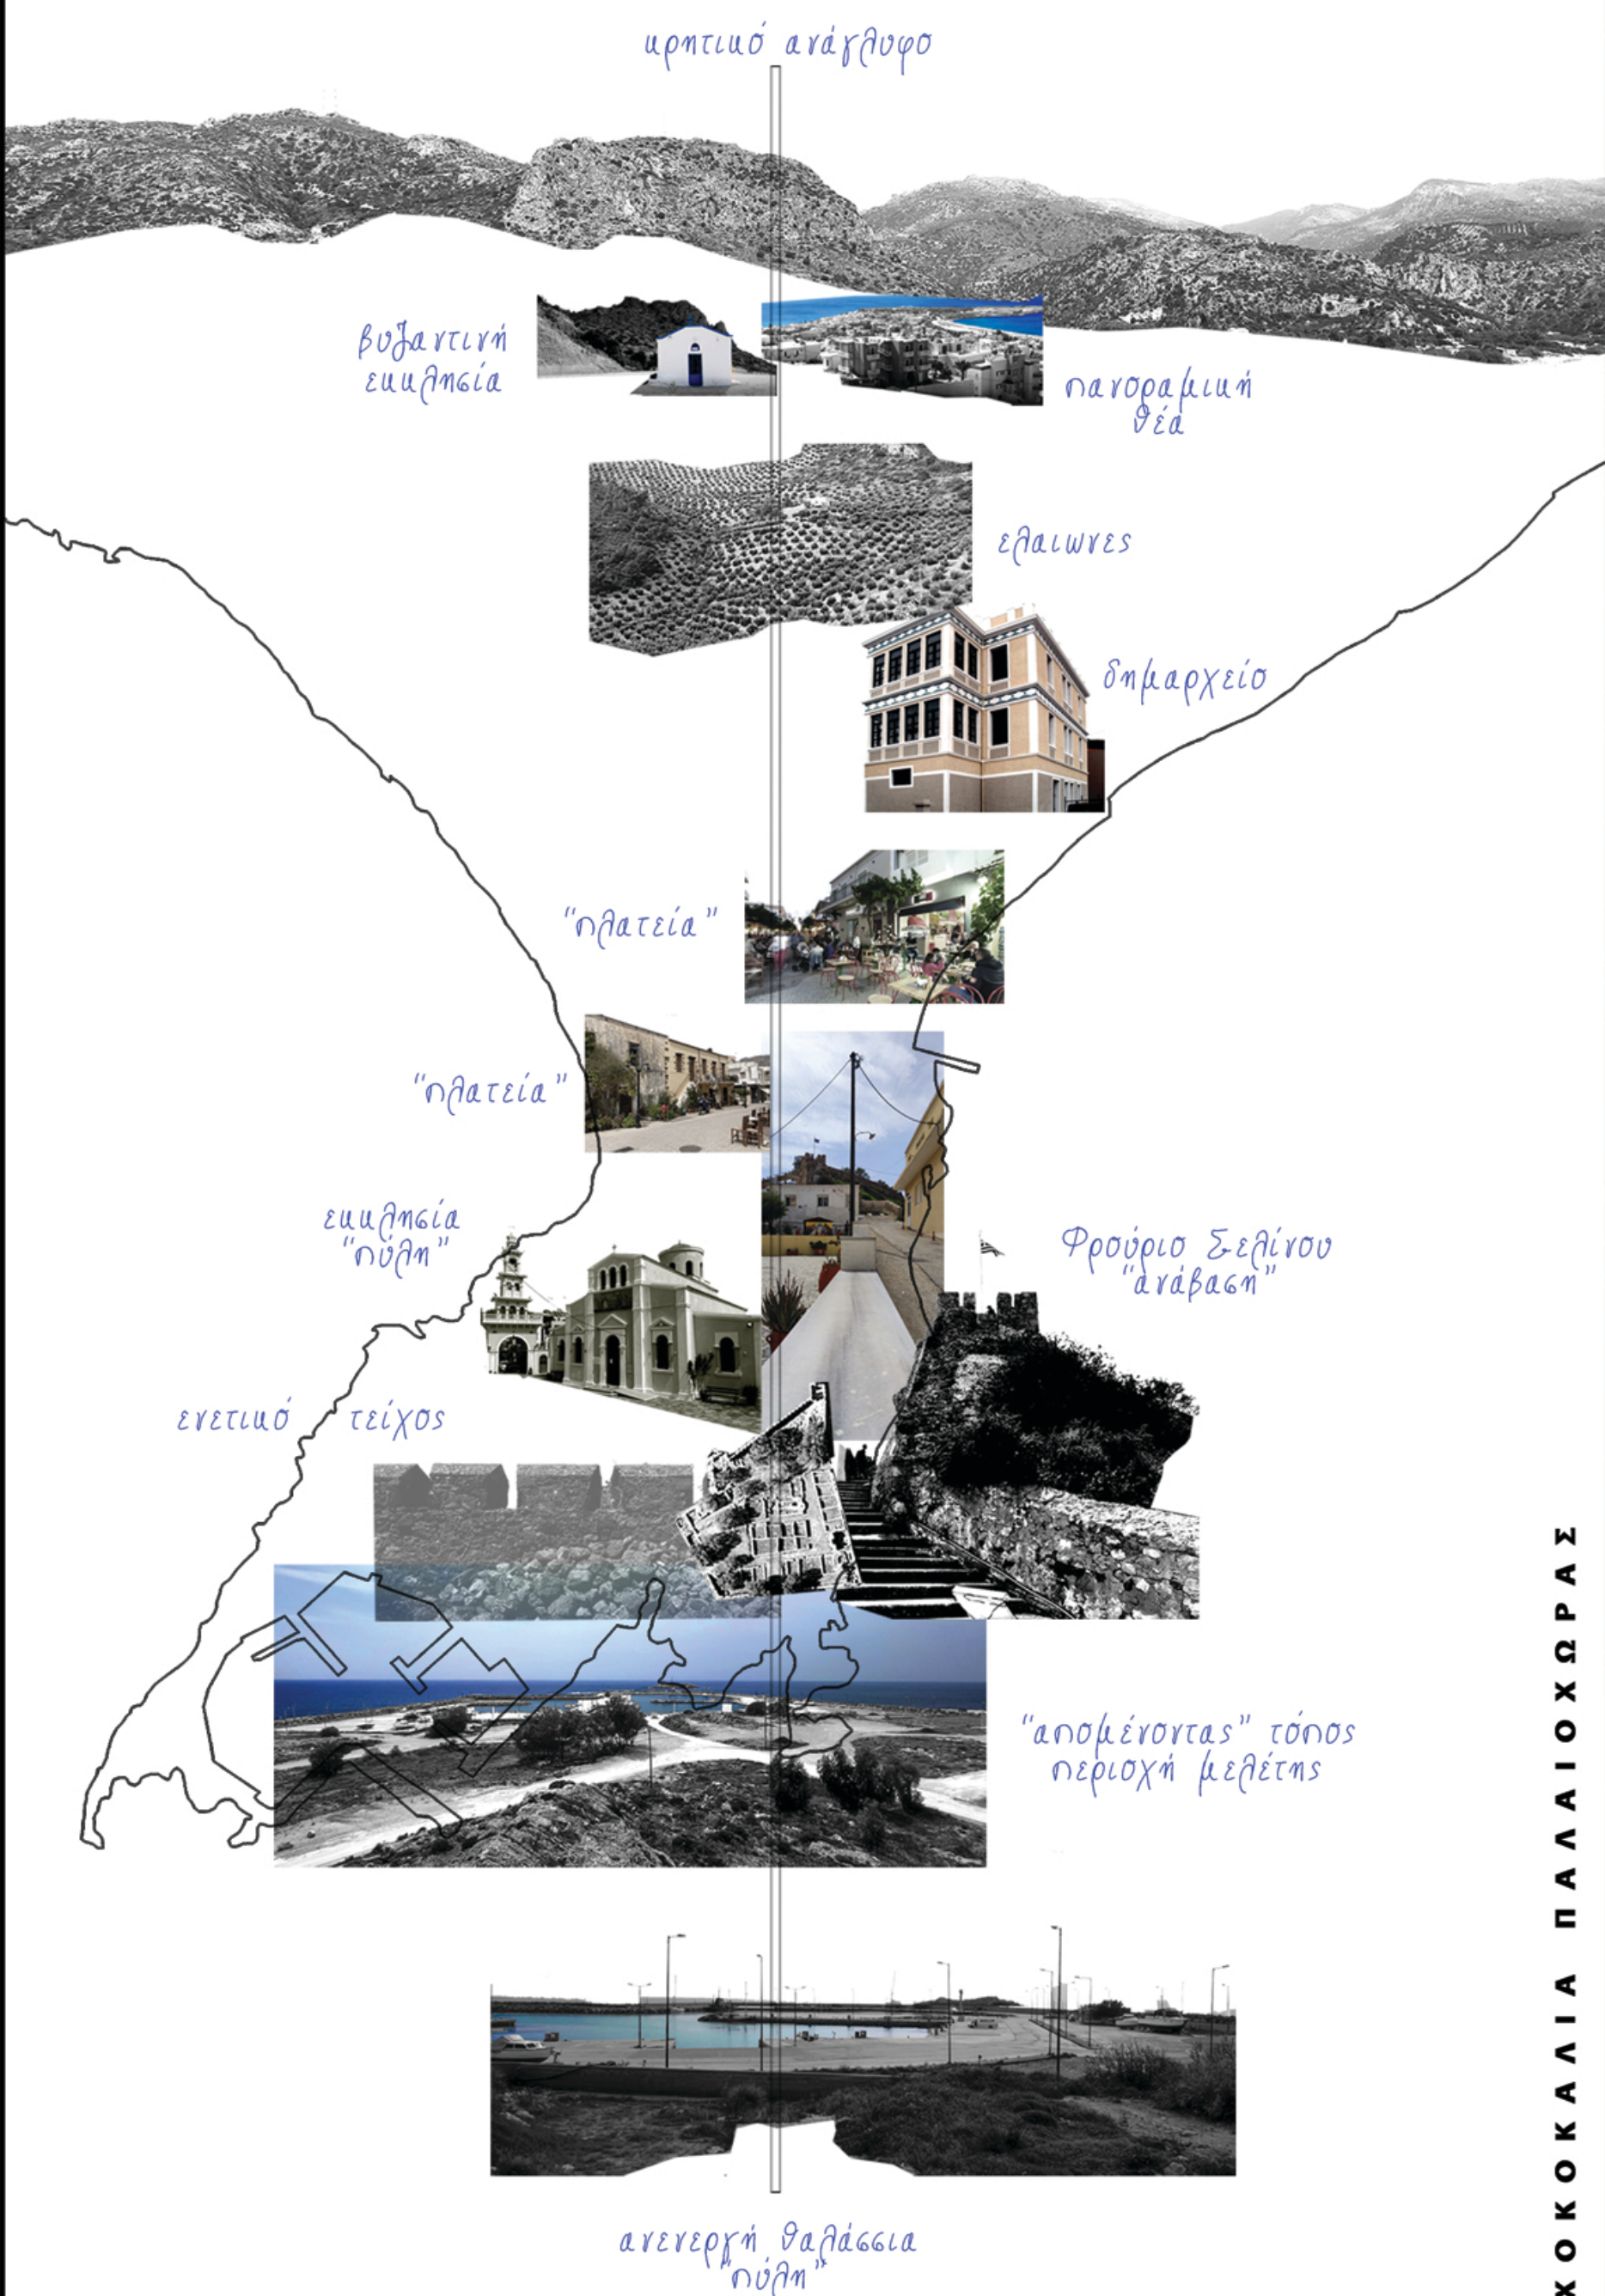 κρητικό ανάγλυφο
βυζαντινή
εκκλησία
πανοραμική
θέα
ελαιωνες
δημαρχείο
“πλατεία”
“πλατεία”
εκκλησία
“πύλη”
Φρούριο Σελίνου
“ανάβαση”
ενετικό τείχος
“απομένοντας” τόπος
περιοχή μελέτης
ανενεργή θαλάσσια
“πύλη”
ΧΟΚΟΚΑΛΙΑ ΠΑΛΑΙΟΧΩΡΑΣ